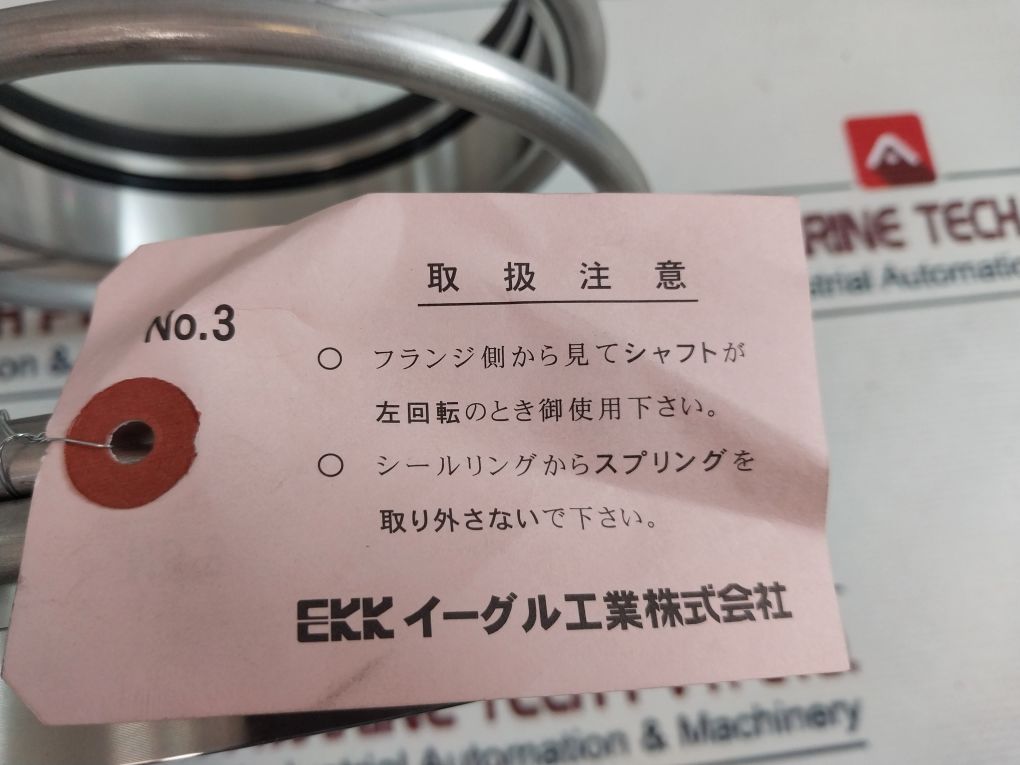 取扱注意
No.3
○ フランジ側から見てシャフトが
左回転のとき御使用下さい。
○ シールリングからスプリングを
取り外さないで下さい。
EKK イーグル工業株式会社
RINE TECH
strial Automatio
on &
TECH
ustrial Automation & Machinery